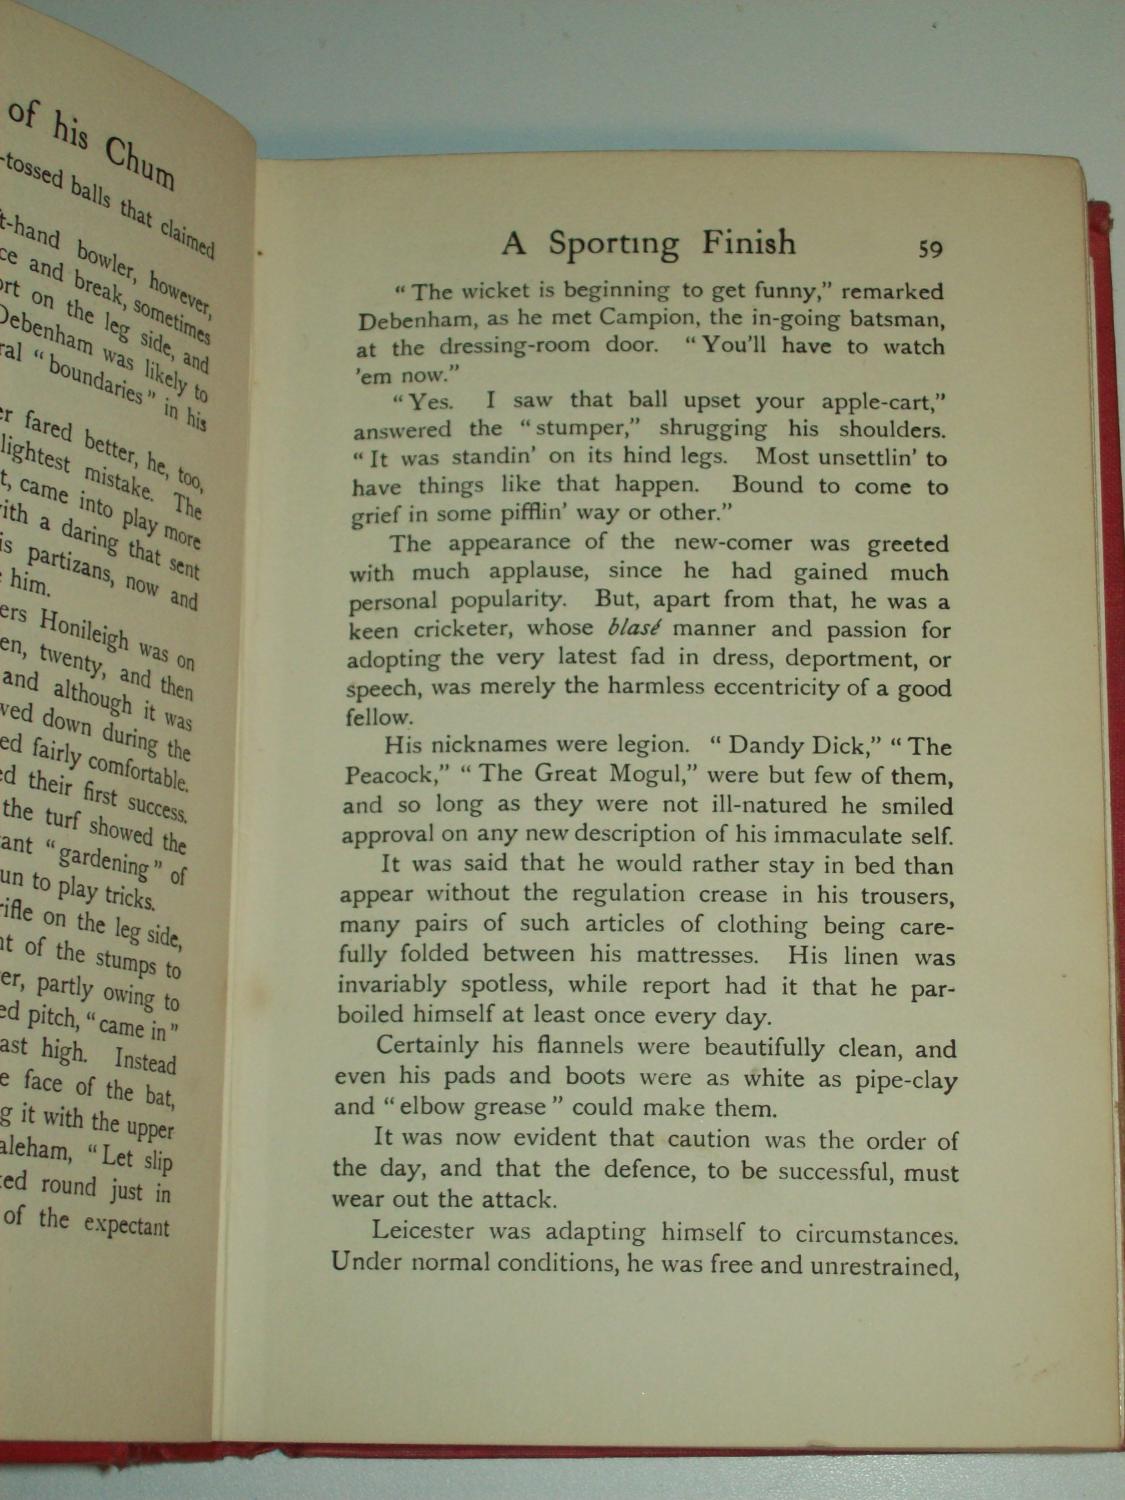 of his Chum
-tossed balls that claimed
-hand bowler, however,
and break, sometimes
on the leg side, and
Debenham was likely to
"boundaries" in his
fared better, he, too,
mistake. The
came into play more
with a daring that sent
partizans, now and
him.
Honileigh was on
twenty, and then
and although it was
down during the
fairly comfortable.
their first success.
the turf showed the
"gardening" of
to play tricks.
on the leg side,
of the stumps to
partly owing to
pitch, "came in"
high. Instead
face of the bat,
it with the upper
"Let slip
round just in
of the expectant
A Sporting Finish 59
"The wicket is beginning to get funny," remarked
Debenham, as he met Campion, the in-going batsman,
at the dressing-room door. "You'll have to watch
'em now."
"Yes. I saw that ball upset your apple-cart,"
answered the "stumper," shrugging his shoulders.
"It was standin' on its hind legs. Most unsettlin' to
have things like that happen. Bound to come to
grief in some pifflin' way or other."
The appearance of the new-comer was greeted
with much applause, since he had gained much
personal popularity. But, apart from that, he was a
keen cricketer, whose blasé manner and passion for
adopting the very latest fad in dress, deportment, or
speech, was merely the harmless eccentricity of a good
fellow.
His nicknames were legion. "Dandy Dick," "The
Peacock," "The Great Mogul," were but few of them,
and so long as they were not ill-natured he smiled
approval on any new description of his immaculate self.
It was said that he would rather stay in bed than
appear without the regulation crease in his trousers,
many pairs of such articles of clothing being care-
fully folded between his mattresses. His linen was
invariably spotless, while report had it that he par-
boiled himself at least once every day.
Certainly his flannels were beautifully clean, and
even his pads and boots were as white as pipe-clay
and "elbow grease" could make them.
It was now evident that caution was the order of
the day, and that the defence, to be successful, must
wear out the attack.
Leicester was adapting himself to circumstances.
Under normal conditions, he was free and unrestrained,